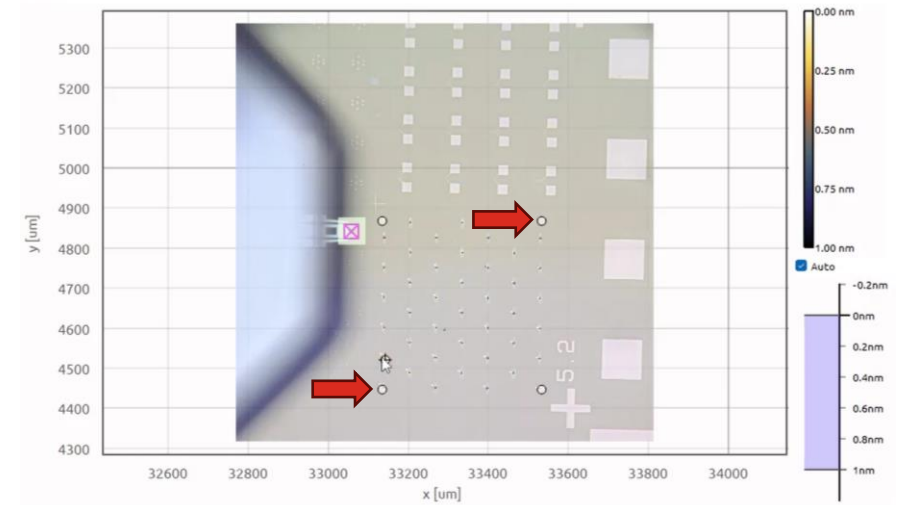 5300
5200
5100
5000
4900
4800
4700
4600
4500
4400
4300
y [um]
32600 32800 33000 33200 33400 33600 33800 34000
x [um]
+5.2
0.00 nm
0.25 nm
0.50 nm
0.75 nm
1.00 nm
Auto
-0.2nm
0nm
0.2nm
0.4nm
0.6nm
0.8nm
1nm